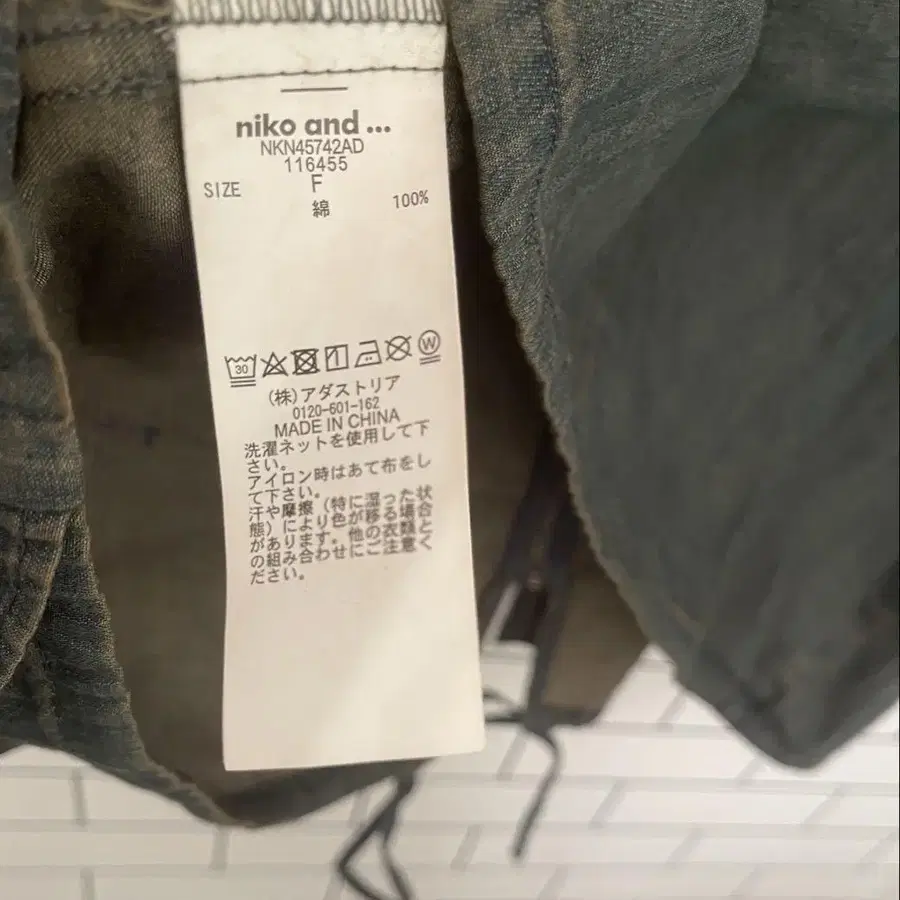 niko and ...
NKN45742AD
116455
SIZE F
綿 100%
30 W
(株)アダストリア
0120-601-162
MADE IN CHINA
洗濯ネットを使用して下
さい。
アイロン時はあて布をし
て下さい。
汗や摩擦(特に湿った状
態)により色が移る場合と
があります。他の衣類と
の組み合わせにご注意く
ださい。